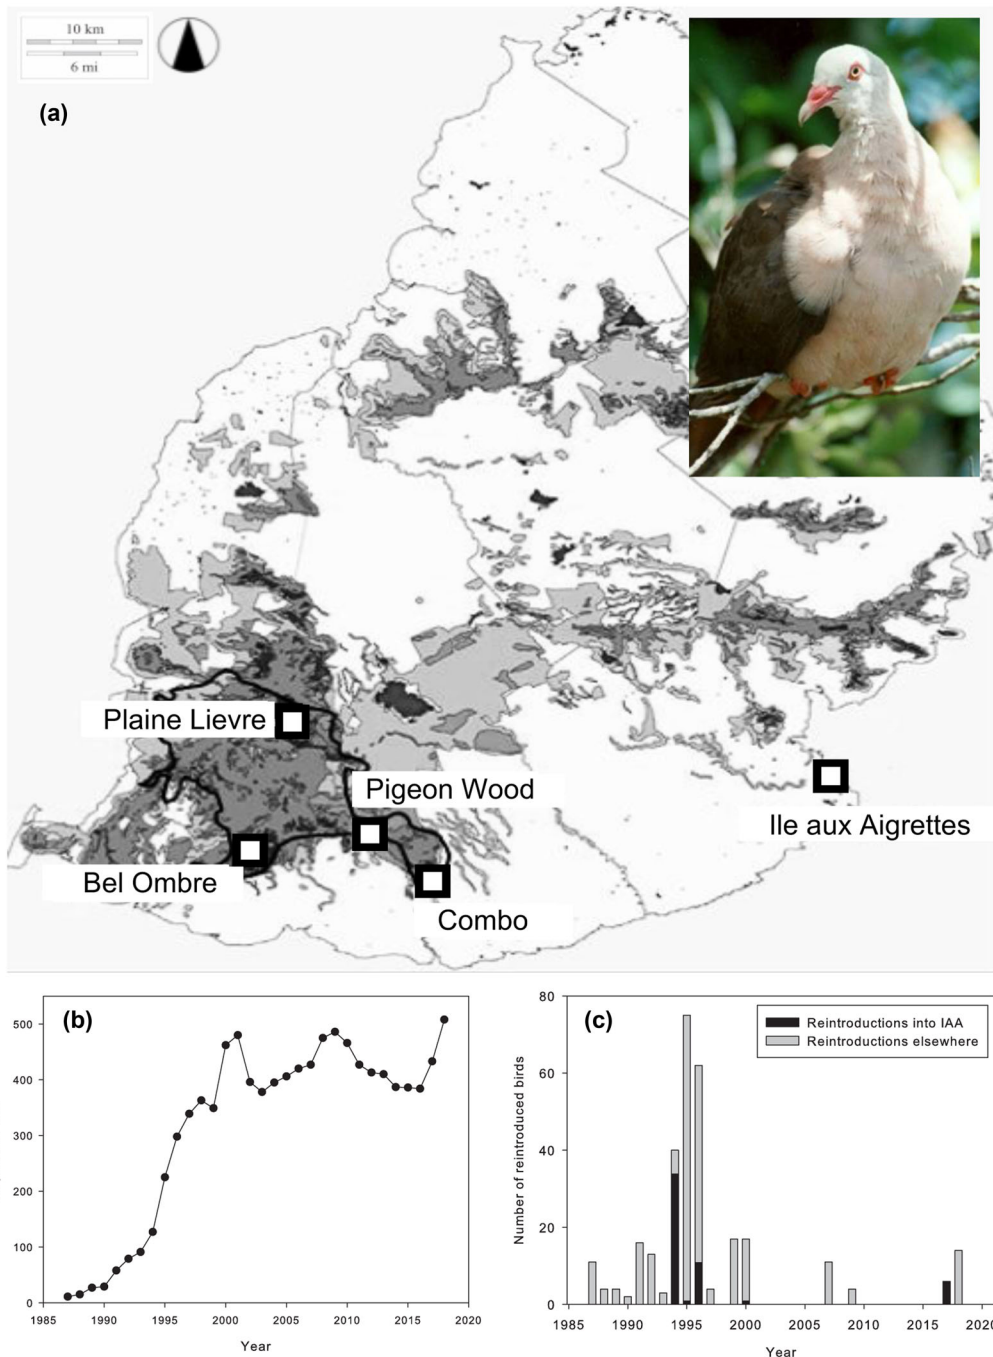 10 km
6 mi
(a)
Plaine Lievre
Pigeon Wood
Ile aux Aigrettes
Bel Ombre
Combo
(b)
500
400
300
200
100
0
1985 1990 1995 2000 2005 2010 2015 2020
Year
(c)
Reintroductions into IAA
Reintroductions elsewhere
Number of reintroduced birds
80
60
40
20
0
1985 1990 1995 2000 2005 2010 2015 2020
Year